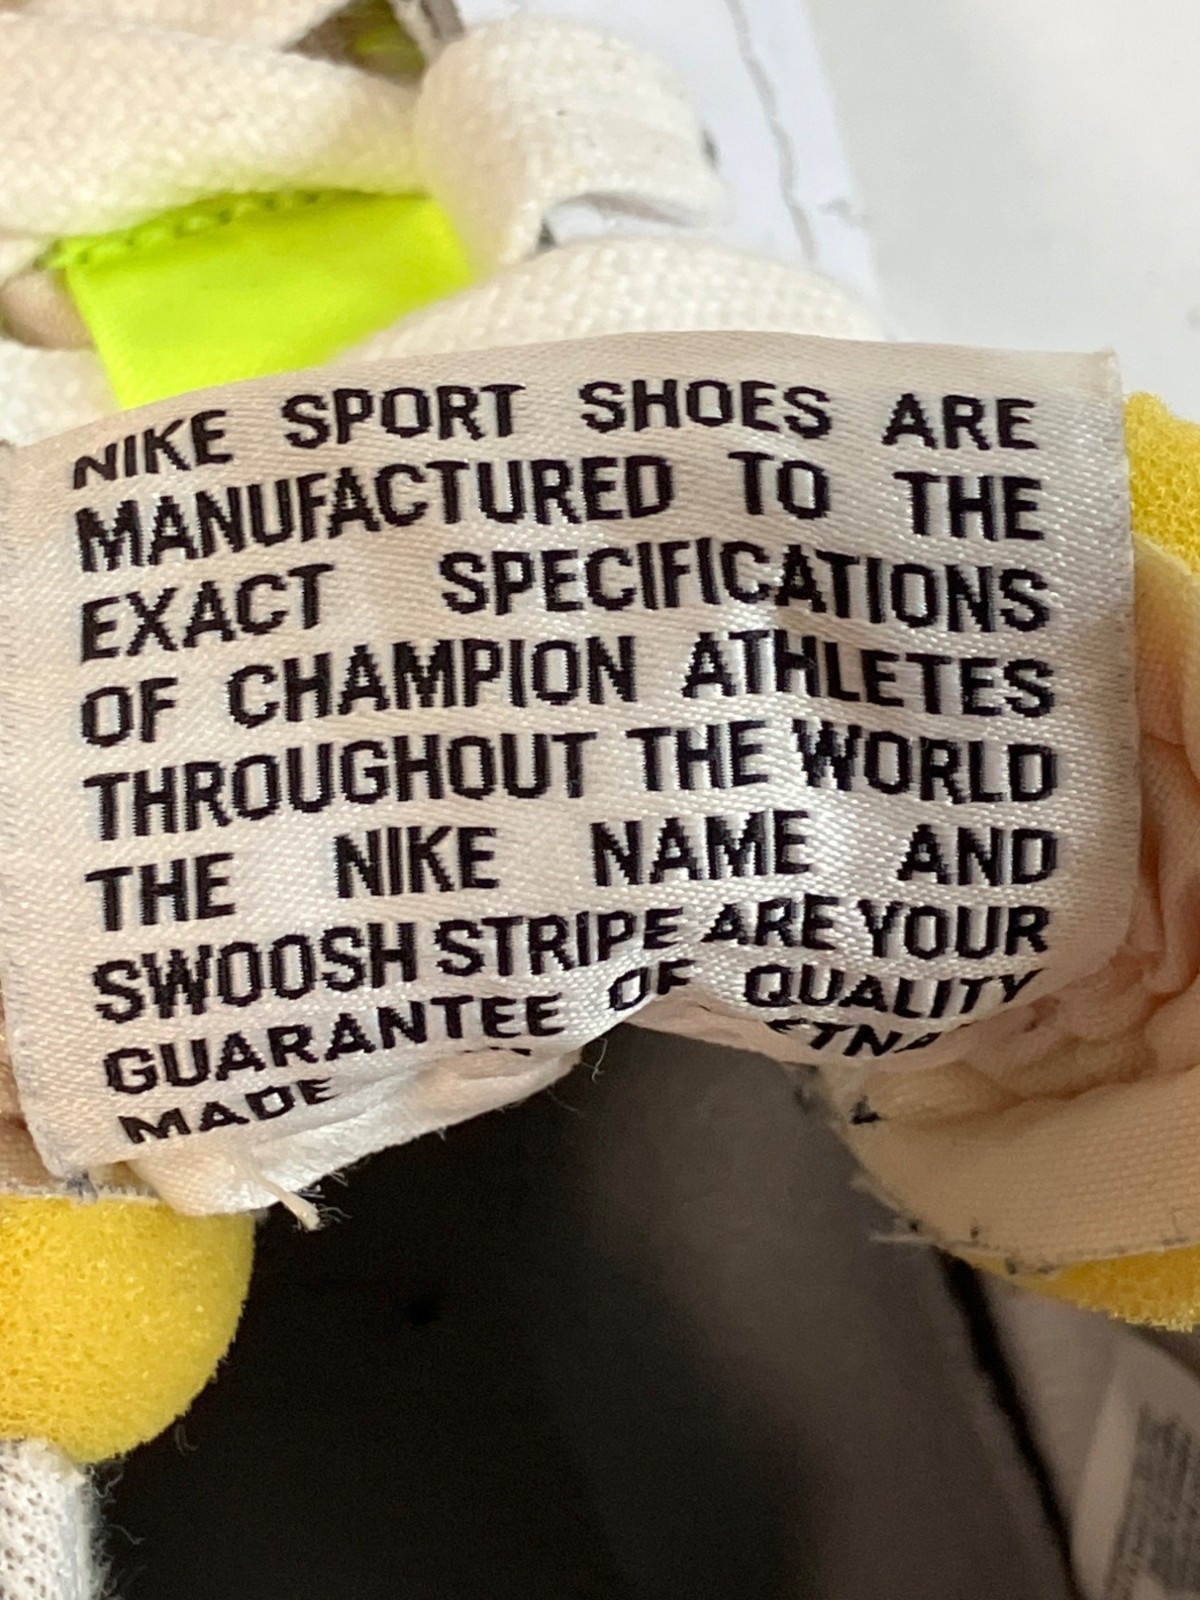 NIKE SPORT SHOES ARE
MANUFACTURED TO THE
EXACT SPECIFICATIONS
OF CHAMPION ATHLETES
THROUGHOUT THE WORLD
THE NIKE NAME AND
SWOOSH STRIPE ARE YOUR
GUARANTEE OF QUALITY
MADE